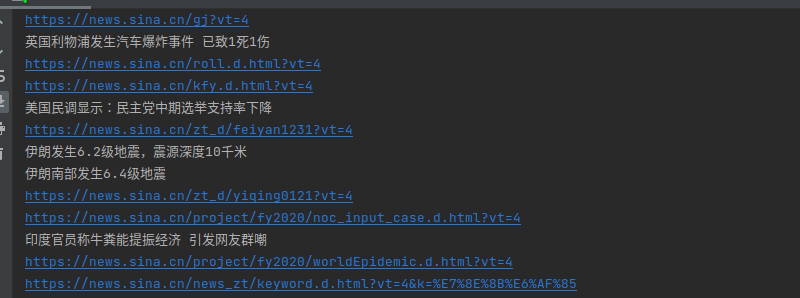 https://news.sina.cn/gj?vt=4
英国利物浦发生汽车爆炸事件 已致1死1伤
https://news.sina.cn/roll.d.html?vt=4
https://news.sina.cn/kfy.d.html?vt=4
美国民调显示：民主党中期选举支持率下降
https://news.sina.cn/zt_d/feiyan1231?vt=4
伊朗发生6.2级地震，震源深度10千米
伊朗南部发生6.4级地震
https://news.sina.cn/zt_d/yiqing0121?vt=4
https://news.sina.cn/project/fy2020/noc_input_case.d.html?vt=4
印度官员称牛粪能提振经济 引发网友群嘲
https://news.sina.cn/project/fy2020/worldEpidemic.d.html?vt=4
https://news.sina.cn/news_zt/keyword.d.html?vt=4&k=%E7%8E%8B%E6%AF%85